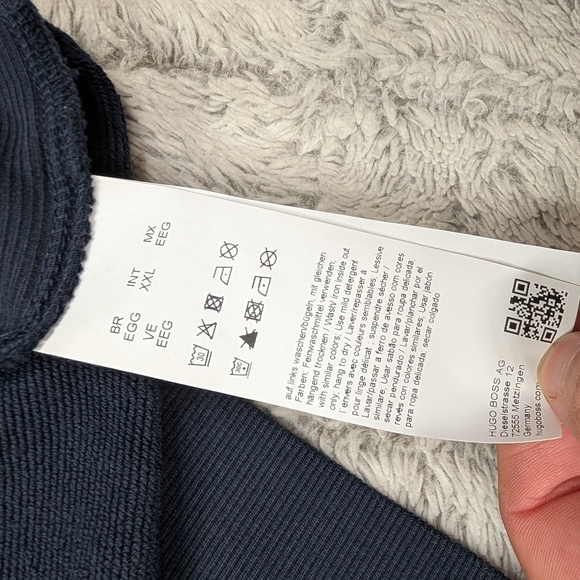 BR
EGG
INT
XXL
MX
EEG
VE
EEG
30
auf links waschen/bügeln, mit gleichen
Farben; Feinwaschmittel verwenden;
hängend trocknen / Wash/ iron inside out
with similar colors; Use mild detergent
only; hang to dry / Laver/repasser à
l'envers avec couleurs semblables; Lessive
pour linge délicat ; suspendre sécher /
Lavar/passar a ferro de avesso com cores
similare; Usar sabão para roupa delicada;
secar pendurado / Lavar/planchar por el
revés con colores similares; Usar jabón
para ropa delicada; secar colgado
HUGO BOSS AG
Dieselstrasse 12
72555 Metzingen
Germany
hugoboss.com